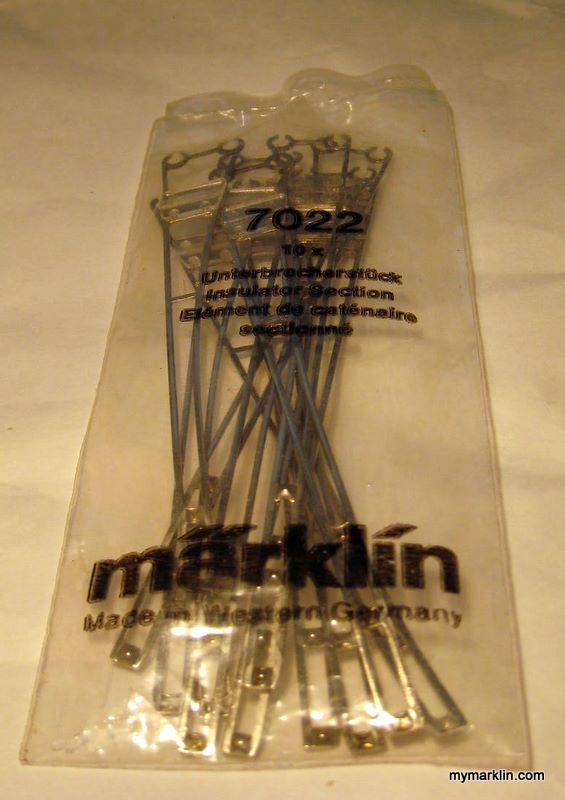 7022
10 x
Unterbrecherstück
Insulator Section
Elément de caténaire
sectionné
märklin
Made in Western Germany
mymarklin.com